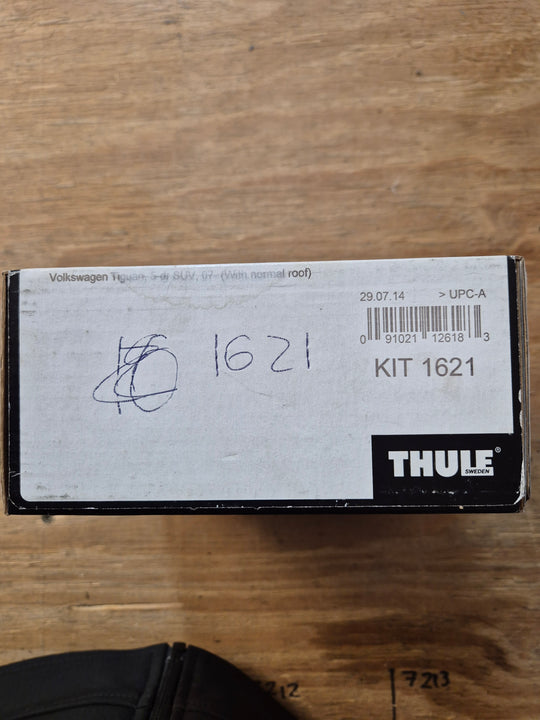 Volkswagen Tiguan, 5-dr SUV, 07- (With normal roof)
29.07.14 > UPC-A
0 91021 12618 3
KIT 1621
1621
THULE®
SWEDEN
7213